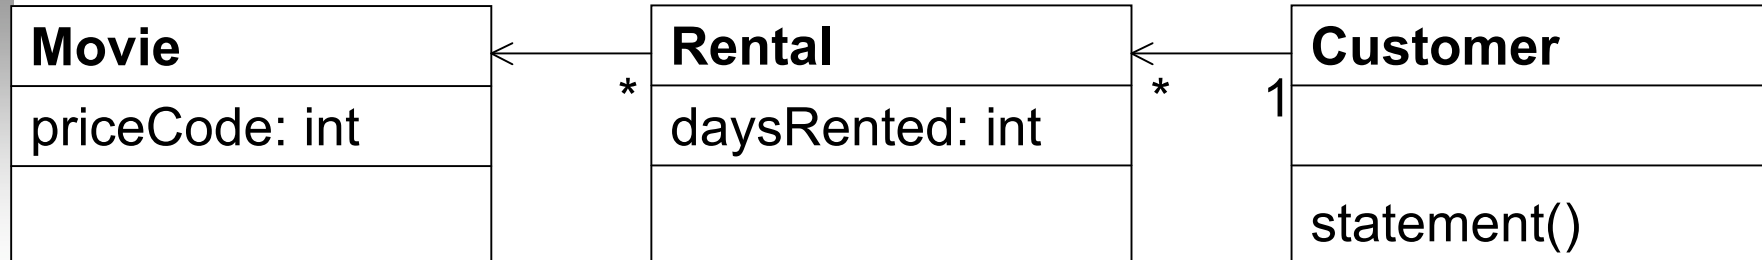 Movie
priceCode: int
*
Rental
daysRented: int
*
1
Customer
statement()